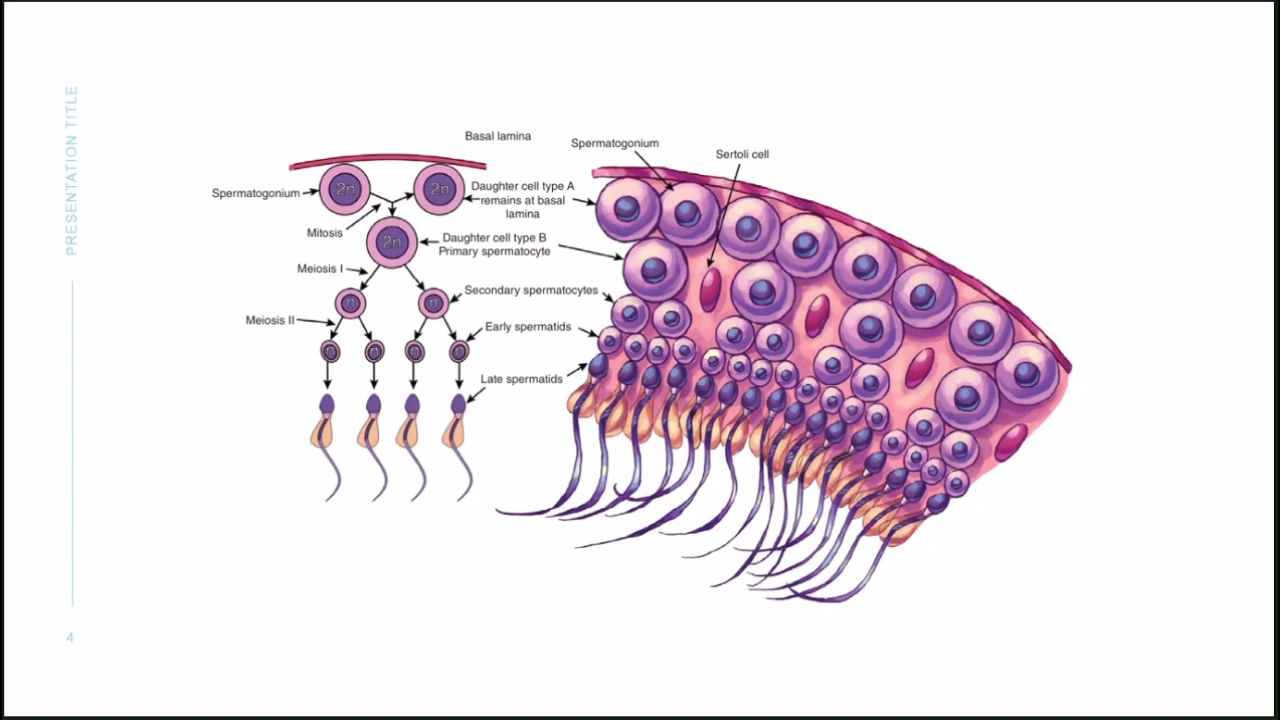 PRESENTATION TITLE
4
Basal lamina
Spermatogonium
2n
2n
Daughter cell type A
remains at basal
lamina
Mitosis
2n
Daughter cell type B
Primary spermatocyte
Meiosis I
Secondary spermatocytes
n
n
Meiosis II
Early spermatids
n
n
n
n
Late spermatids
Spermatogonium
Sertoli cell